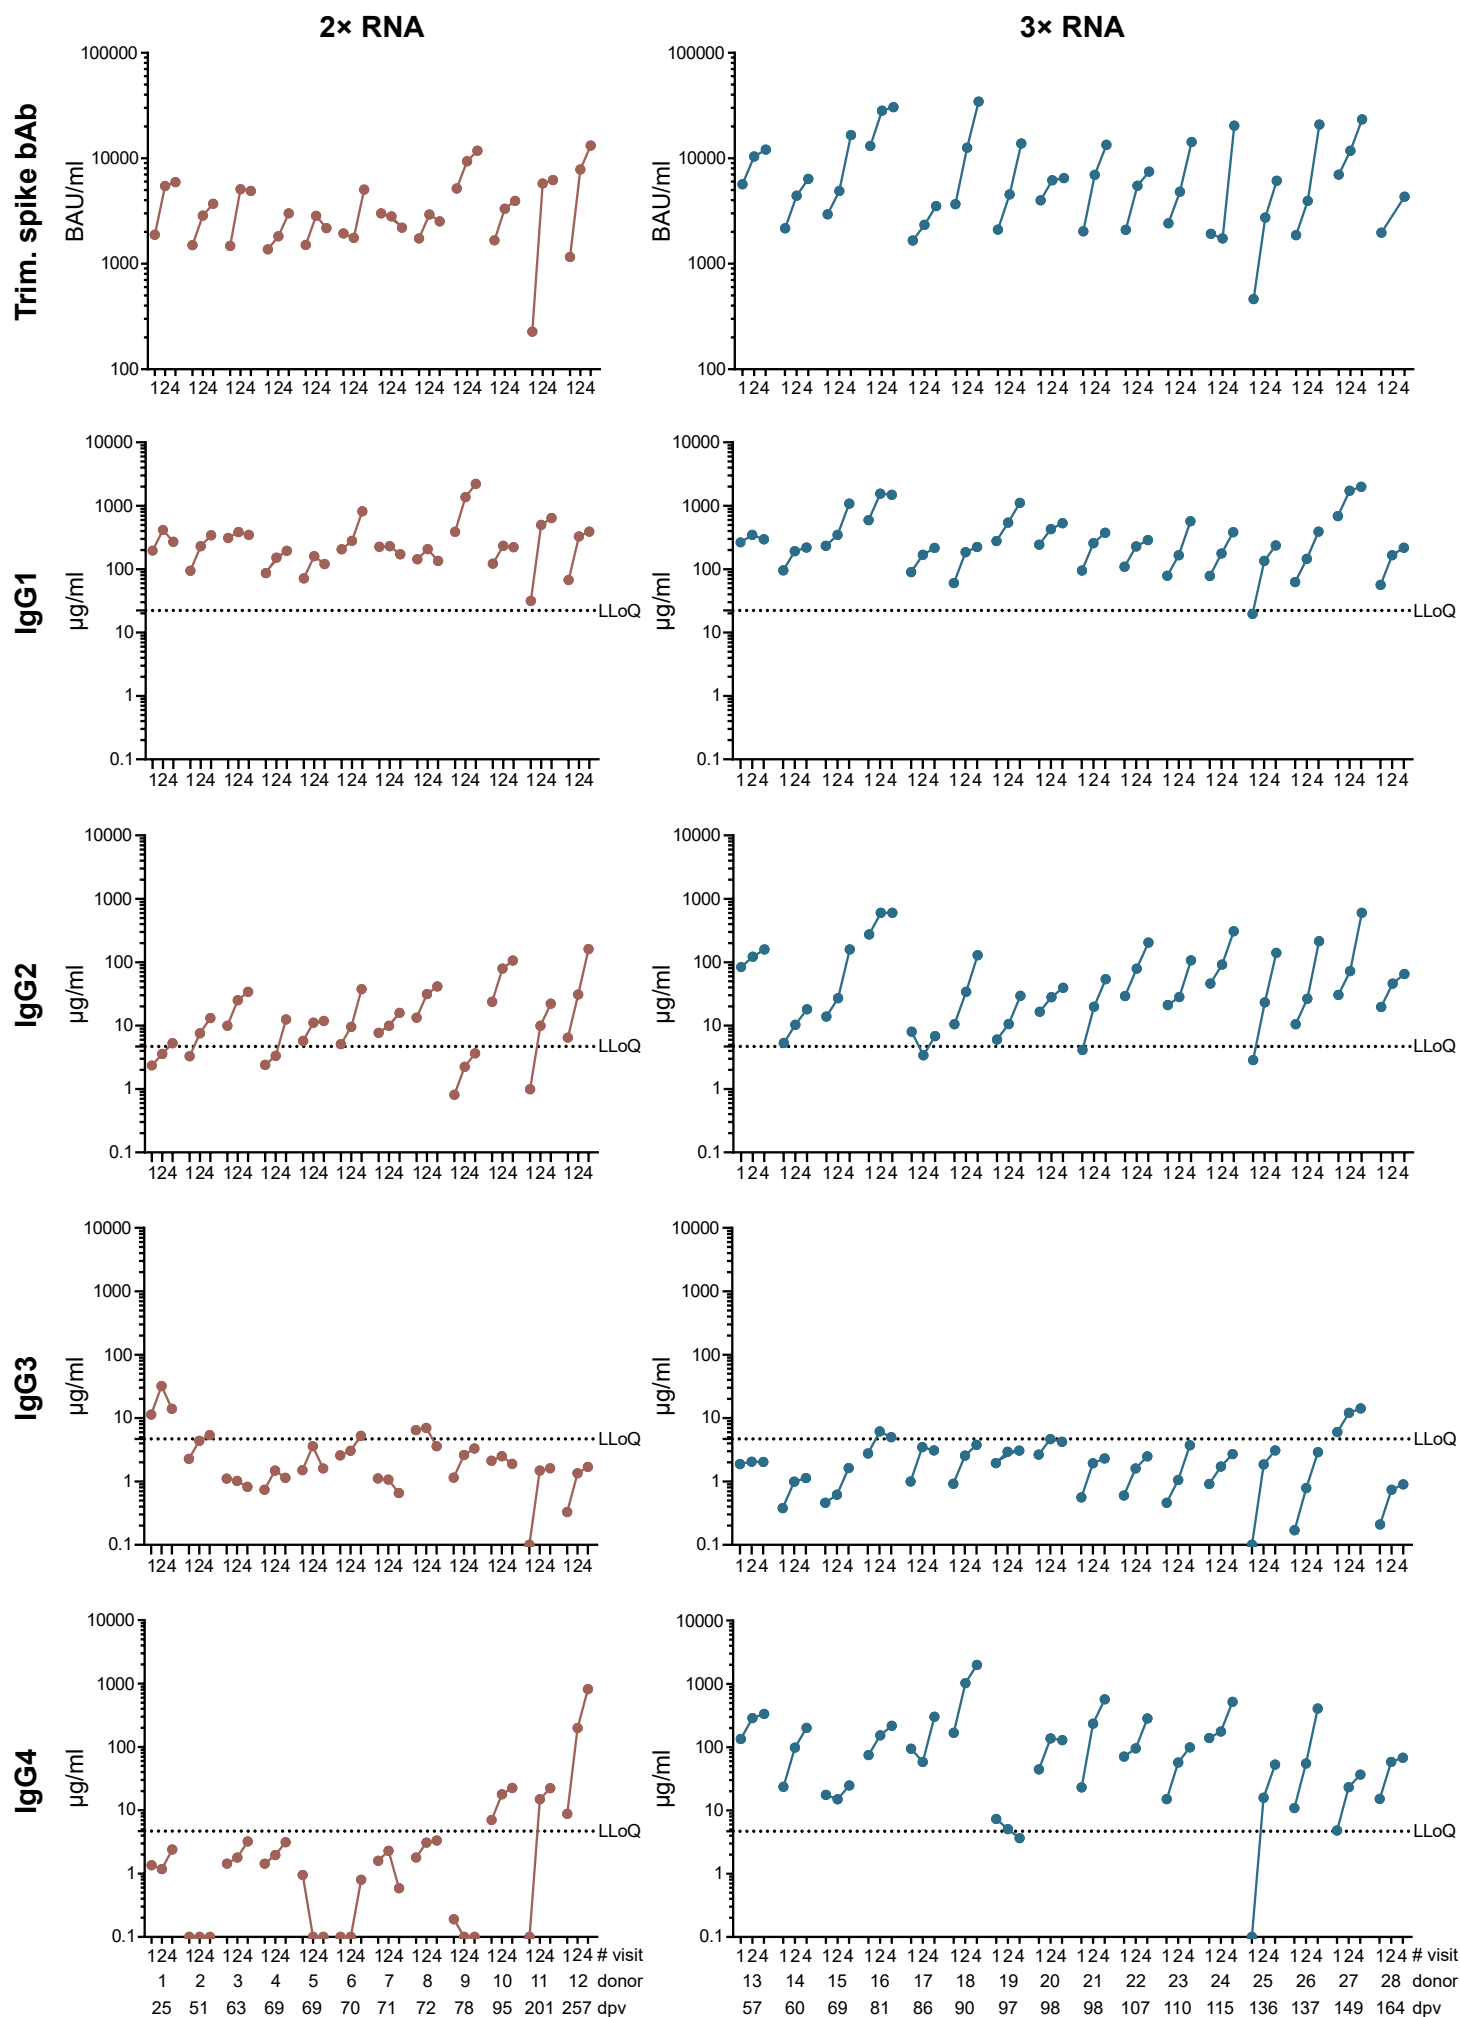 2× RNA 3× RNA
Trim. spike bAb
BAU/ml
100000
10000
1000
100
124 124 124 124 124 124 124 124 124 124 124 124
BAU/ml
100000
10000
1000
100
124 124 124 124 124 124 124 124 124 124 124 124 124 124 124 124
IgG1
µg/ml
10000
1000
100
10
1
0.1
LLoQ
124 124 124 124 124 124 124 124 124 124 124 124
µg/ml
10000
1000
100
10
1
0.1
LLoQ
124 124 124 124 124 124 124 124 124 124 124 124 124 124 124 124
IgG2
µg/ml
10000
1000
100
10
1
0.1
LLoQ
124 124 124 124 124 124 124 124 124 124 124 124
µg/ml
10000
1000
100
10
1
0.1
LLoQ
124 124 124 124 124 124 124 124 124 124 124 124 124 124 124 124
IgG3
µg/ml
10000
1000
100
10
1
0.1
LLoQ
124 124 124 124 124 124 124 124 124 124 124 124
µg/ml
10000
1000
100
10
1
0.1
LLoQ
124 124 124 124 124 124 124 124 124 124 124 124 124 124 124 124
IgG4
µg/ml
10000
1000
100
10
1
0.1
LLoQ
124 124 124 124 124 124 124 124 124 124 124 124 # visit
1 2 3 4 5 6 7 8 9 10 11 12 donor
25 51 63 69 69 70 71 72 78 95 201 257 dpv
µg/ml
10000
1000
100
10
1
0.1
LLoQ
124 124 124 124 124 124 124 124 124 124 124 124 124 124 124 124 # visit
13 14 15 16 17 18 19 20 21 22 23 24 25 26 27 28 donor
57 60 69 81 86 90 97 98 98 107 110 115 136 137 149 164 dpv